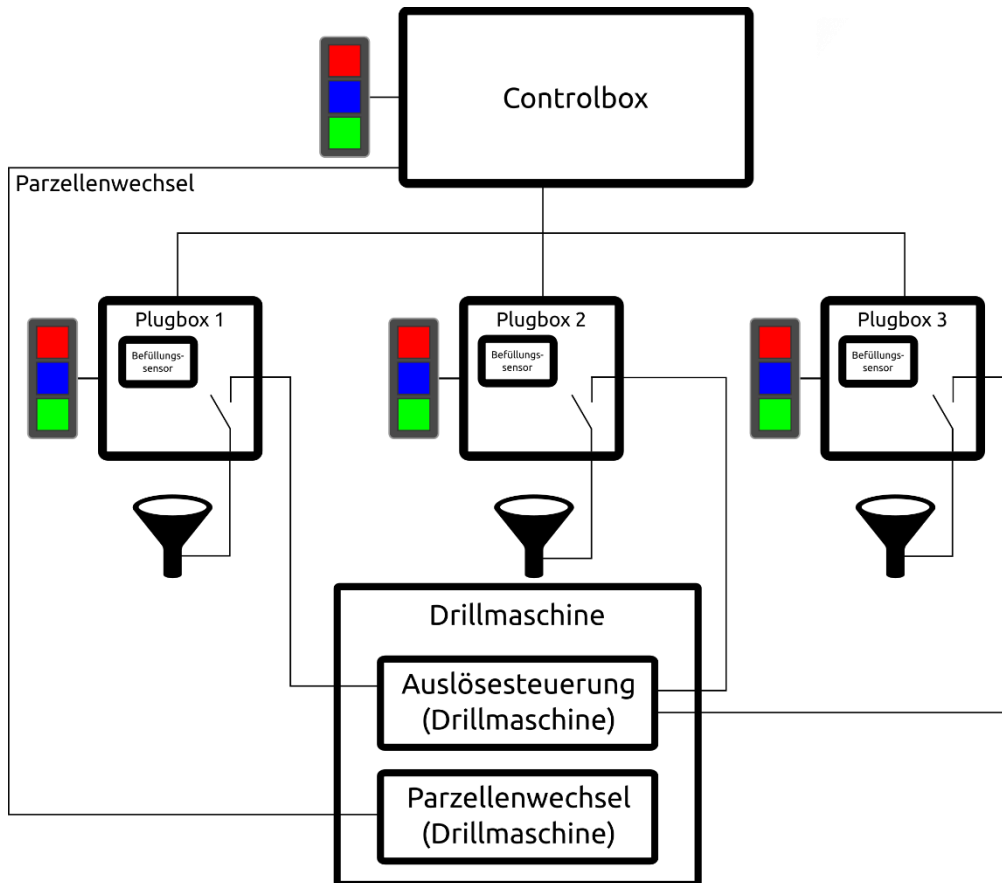 Controlbox
Parzellenwechsel
Plugbox 1
Befüllungs-
sensor
Plugbox 2
Befüllungs-
sensor
Plugbox 3
Befüllungs-
sensor
Drillmaschine
Auslösesteuerung
(Drillmaschine)
Parzellenwechsel
(Drillmaschine)